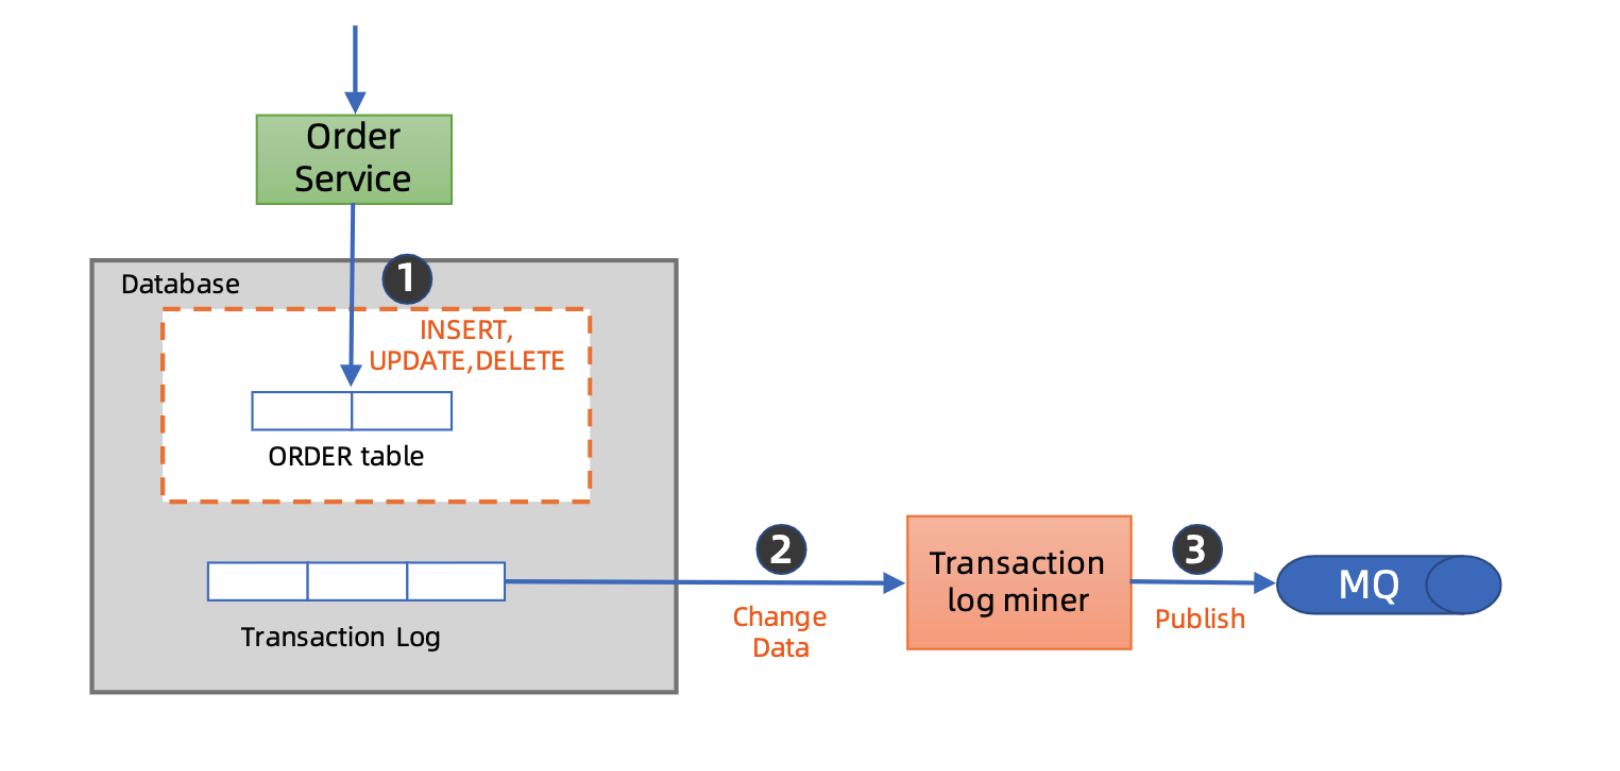 Order
Service
1
Database
INSERT,
UPDATE,DELETE
ORDER table
Transaction Log
2
Change
Data
Transaction
log miner
3
Publish
MQ